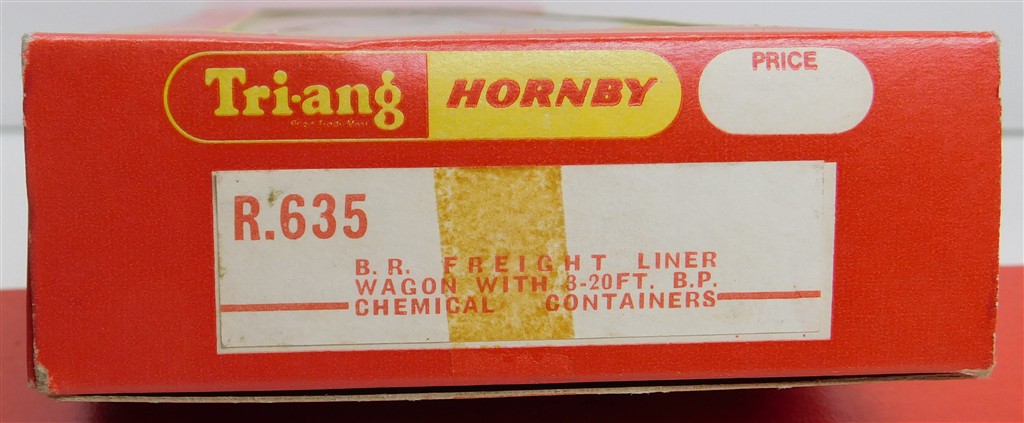 Tri-ang HORNBY PRICE
R.635
B.R. FREIGHT LINER
WAGON WITH 3-20FT. B.P.
CHEMICAL CONTAINERS